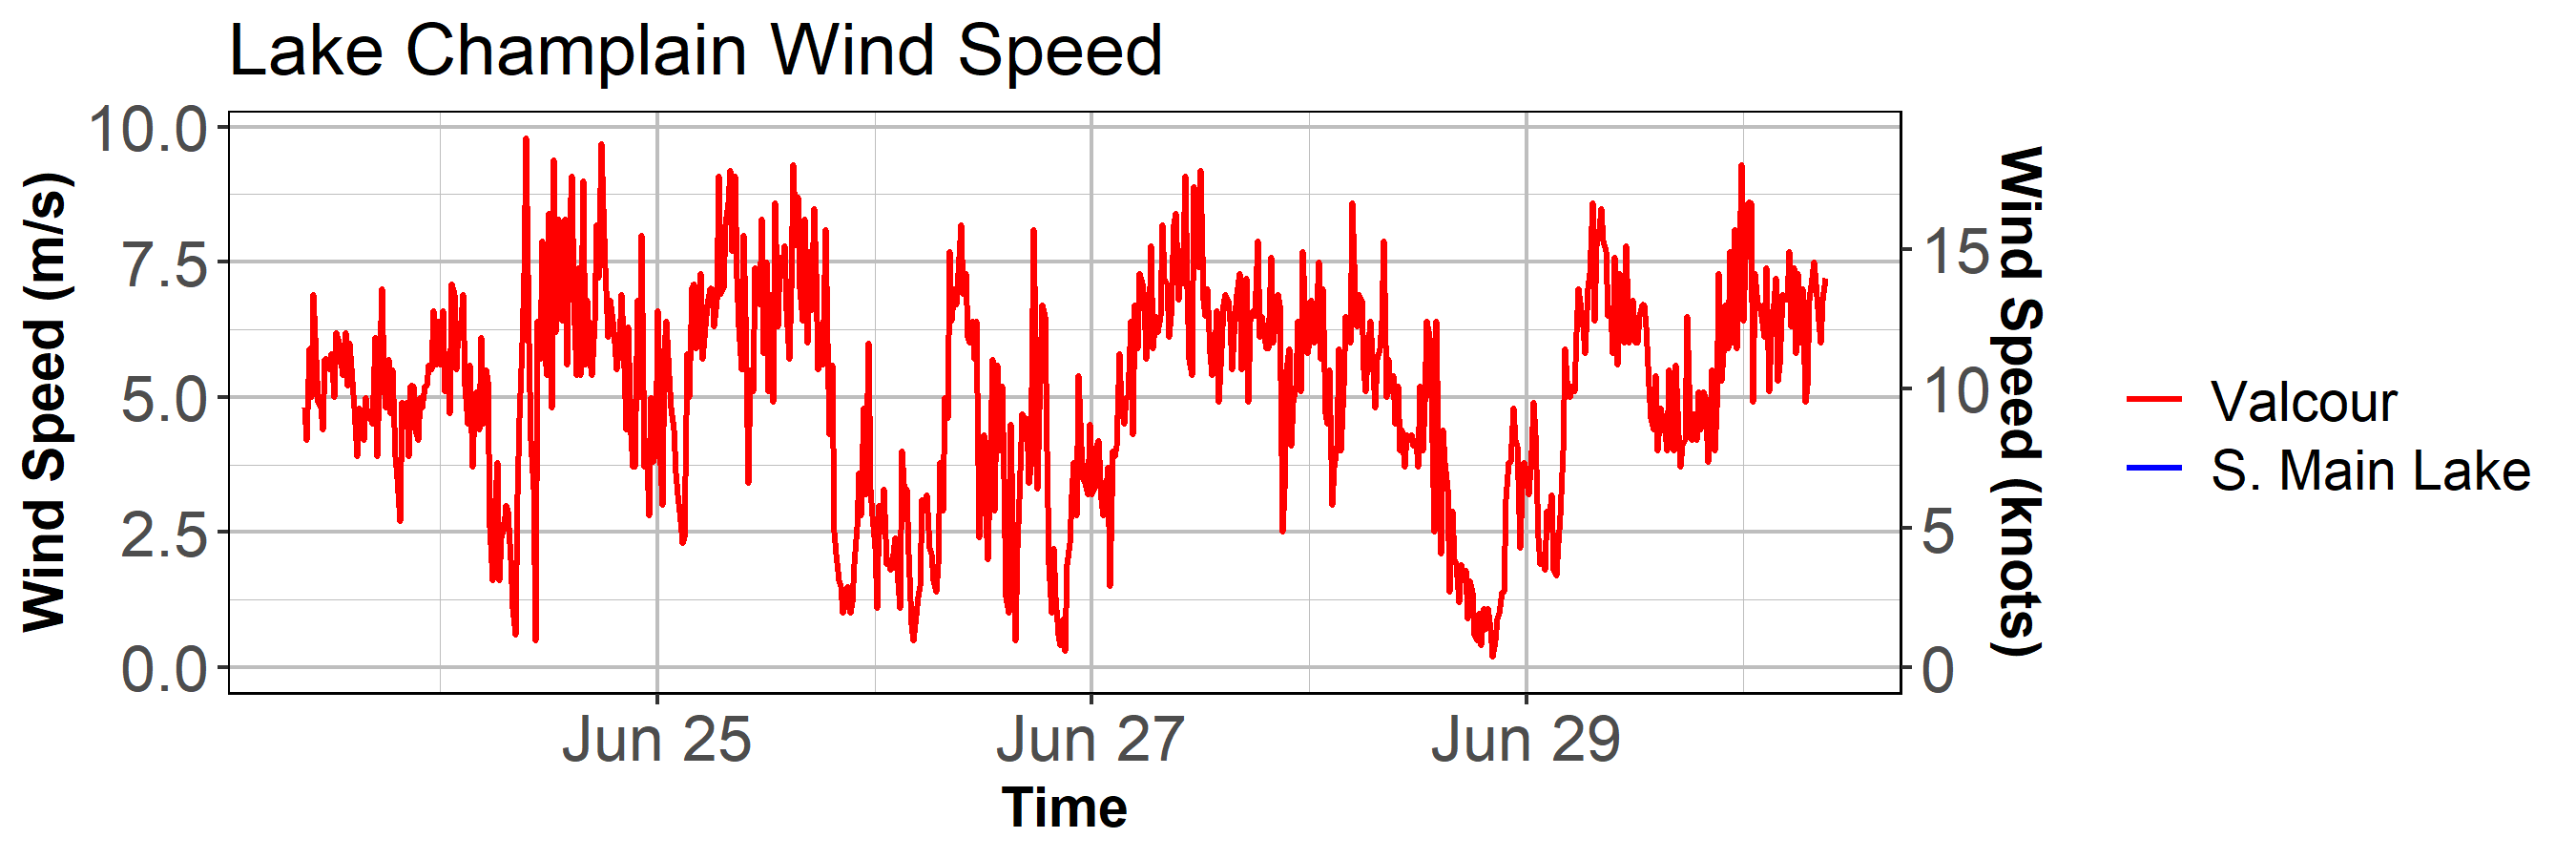 Lake Champlain Wind Speed
Wind Speed (m/s)
10.0
7.5
5.0
2.5
0.0
Wind Speed (knots)
15
10
5
0
Jun 25
Jun 27
Jun 29
Time
Valcour
S. Main Lake